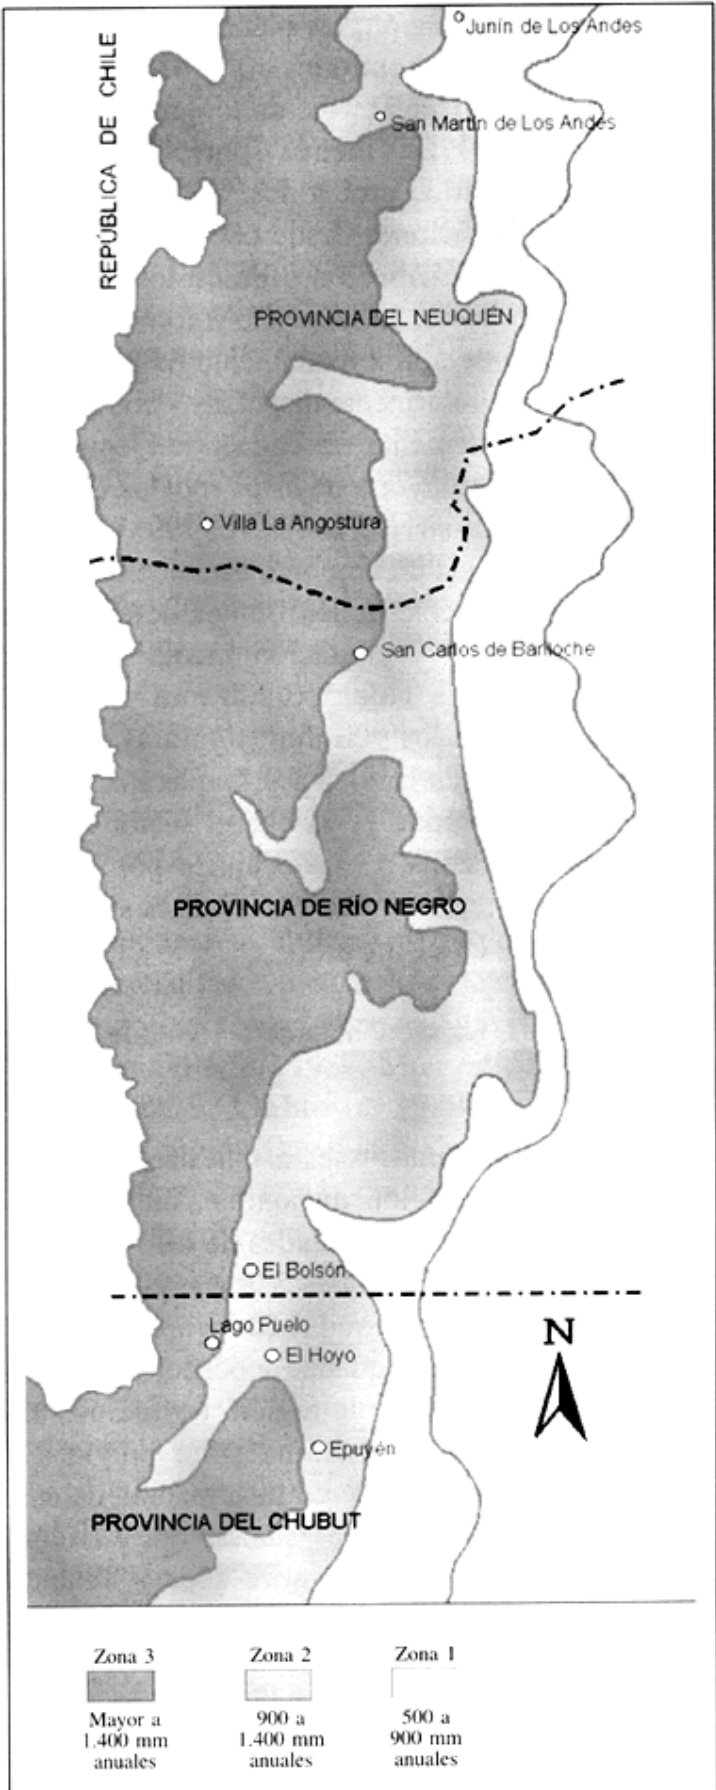 REPÚBLICA DE CHILE
Junín de Los Andes
San Martín de Los Andes
PROVINCIA DEL NEUQUÉN
Villa La Angostura
San Carlos de Bariloche
PROVINCIA DE RÍO NEGRO
El Bolsón
Lago Puelo
El Hoyo
N
Epuyén
PROVINCIA DEL CHUBUT
Zona 3
Zona 2
Zona 1
Mayor a
1.400 mm
anuales
900 a
1.400 mm
anuales
500 a
900 mm
anuales